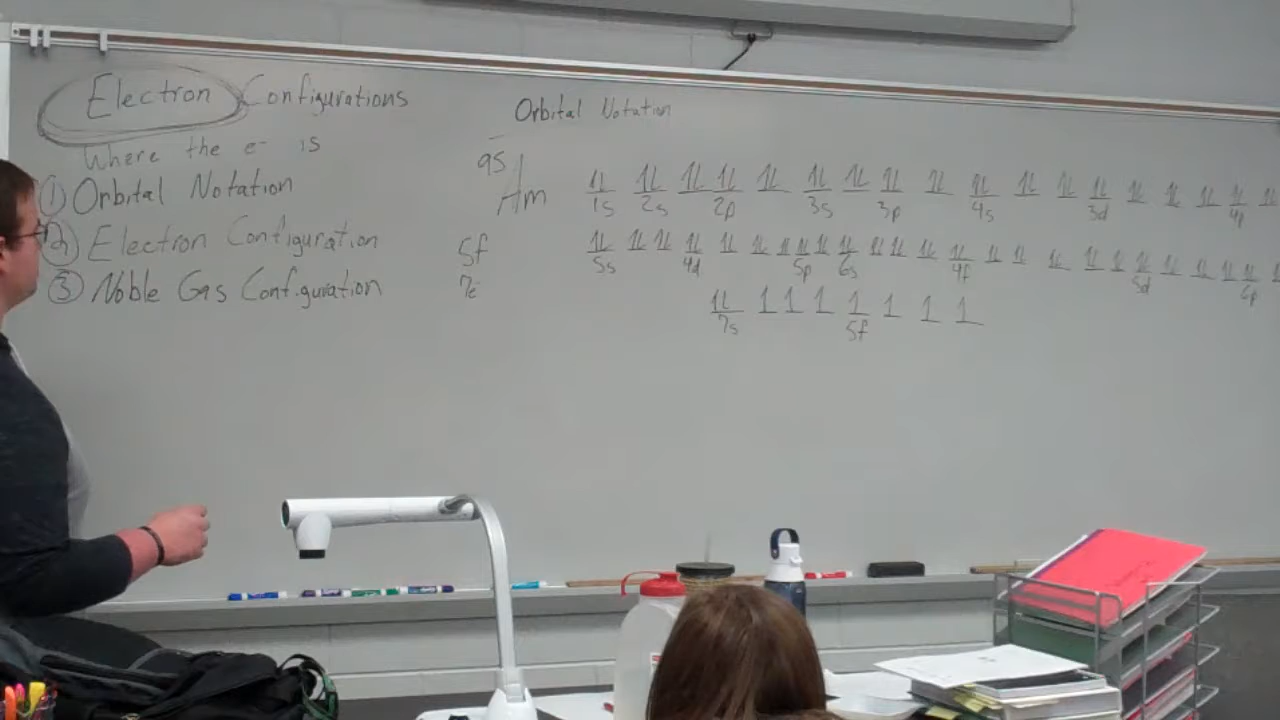 Electron Configurations
Where the e⁻ is
① Orbital Notation
② Electron Configuration
③ Noble Gas Configuration
Orbital Notation
95
Am 1s 2s 2p 3s 3p 4s 3d 4p
5f 5s 4d 5p 6s 4f 5d 6p
7e⁻ 7s 5f